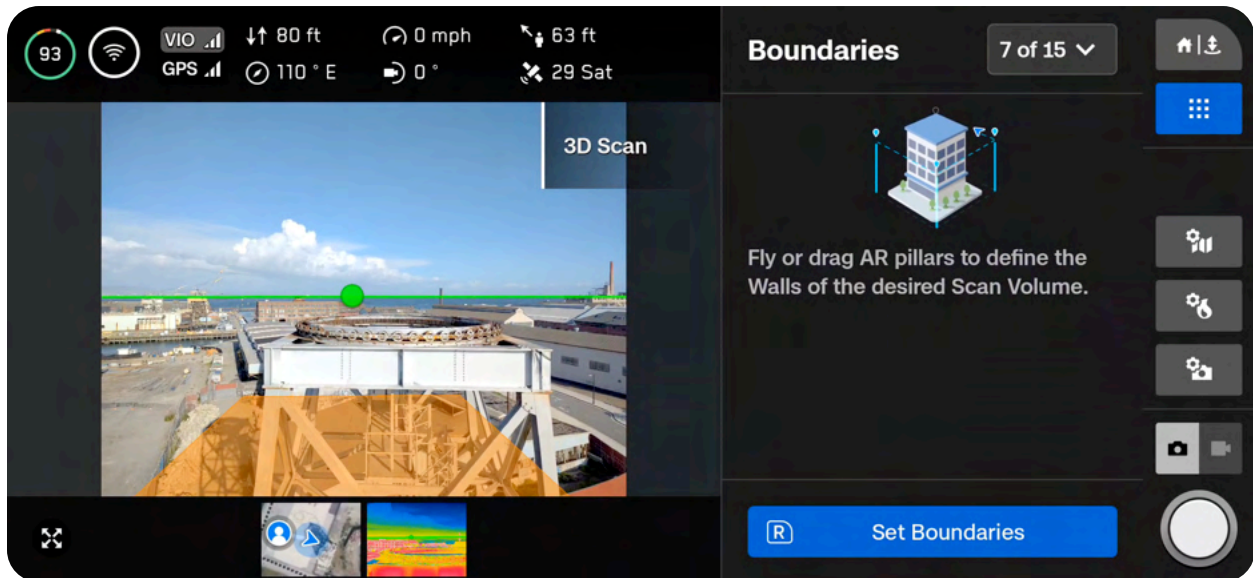 93
VIO
GPS
80 ft
110 ° E
0 mph
0 °
63 ft
29 Sat
3D Scan
Boundaries
7 of 15
Fly or drag AR pillars to define the
Walls of the desired Scan Volume.
R
Set Boundaries